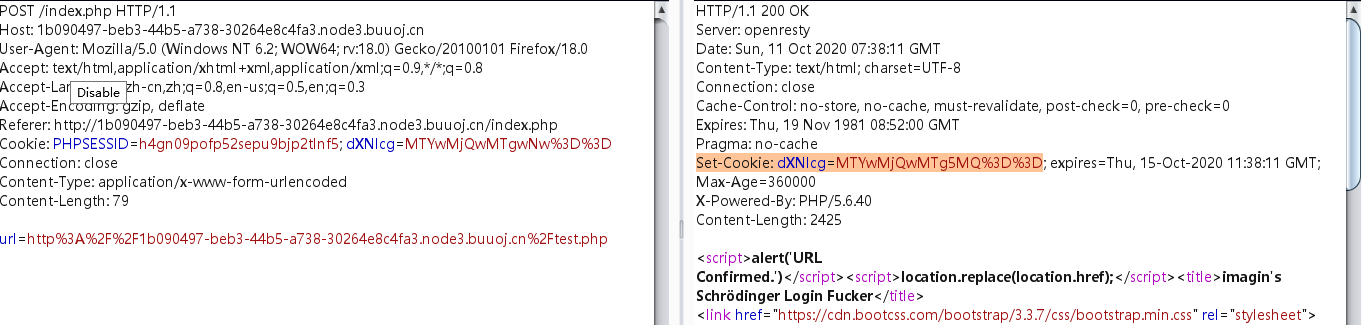 POST /index.php HTTP/1.1
Host: 1b090497-beb3-44b5-a738-30264e8c4fa3.node3.buuoj.cn
User-Agent: Mozilla/5.0 (Windows NT 6.2; WOW64; rv:18.0) Gecko/20100101 Firefox/18.0
Accept: text/html,application/xhtml+xml,application/xml;q=0.9,*/*;q=0.8
Accept-Lan zh-cn,zh;q=0.8,en-us;q=0.5,en;q=0.3
Disable
Accept-Encoding: gzip, deflate
Referer: http://1b090497-beb3-44b5-a738-30264e8c4fa3.node3.buuoj.cn/index.php
Cookie: PHPSESSID=h4gn09pofp52sepu9bjp2tlnf5; dXNlcg=MTYwMjQwMTgwNw%3D%3D
Connection: close
Content-Type: application/x-www-form-urlencoded
Content-Length: 79
url=http%3A%2F%2F1b090497-beb3-44b5-a738-30264e8c4fa3.node3.buuoj.cn%2Ftest.php
HTTP/1.1 200 OK
Server: openresty
Date: Sun, 11 Oct 2020 07:38:11 GMT
Content-Type: text/html; charset=UTF-8
Connection: close
Cache-Control: no-store, no-cache, must-revalidate, post-check=0, pre-check=0
Expires: Thu, 19 Nov 1981 08:52:00 GMT
Pragma: no-cache
Set-Cookie: dXNlcg=MTYwMjQwMTg5MQ%3D%3D; expires=Thu, 15-Oct-2020 11:38:11 GMT;
Max-Age=360000
X-Powered-By: PHP/5.6.40
Content-Length: 2425
<script>alert('URL
Confirmed.')</script><script>location.replace(location.href);</script><title>imagin's
Schrödinger Login Fucker</title>
<link href="https://cdn.bootcss.com/bootstrap/3.3.7/css/bootstrap.min.css" rel="stylesheet">